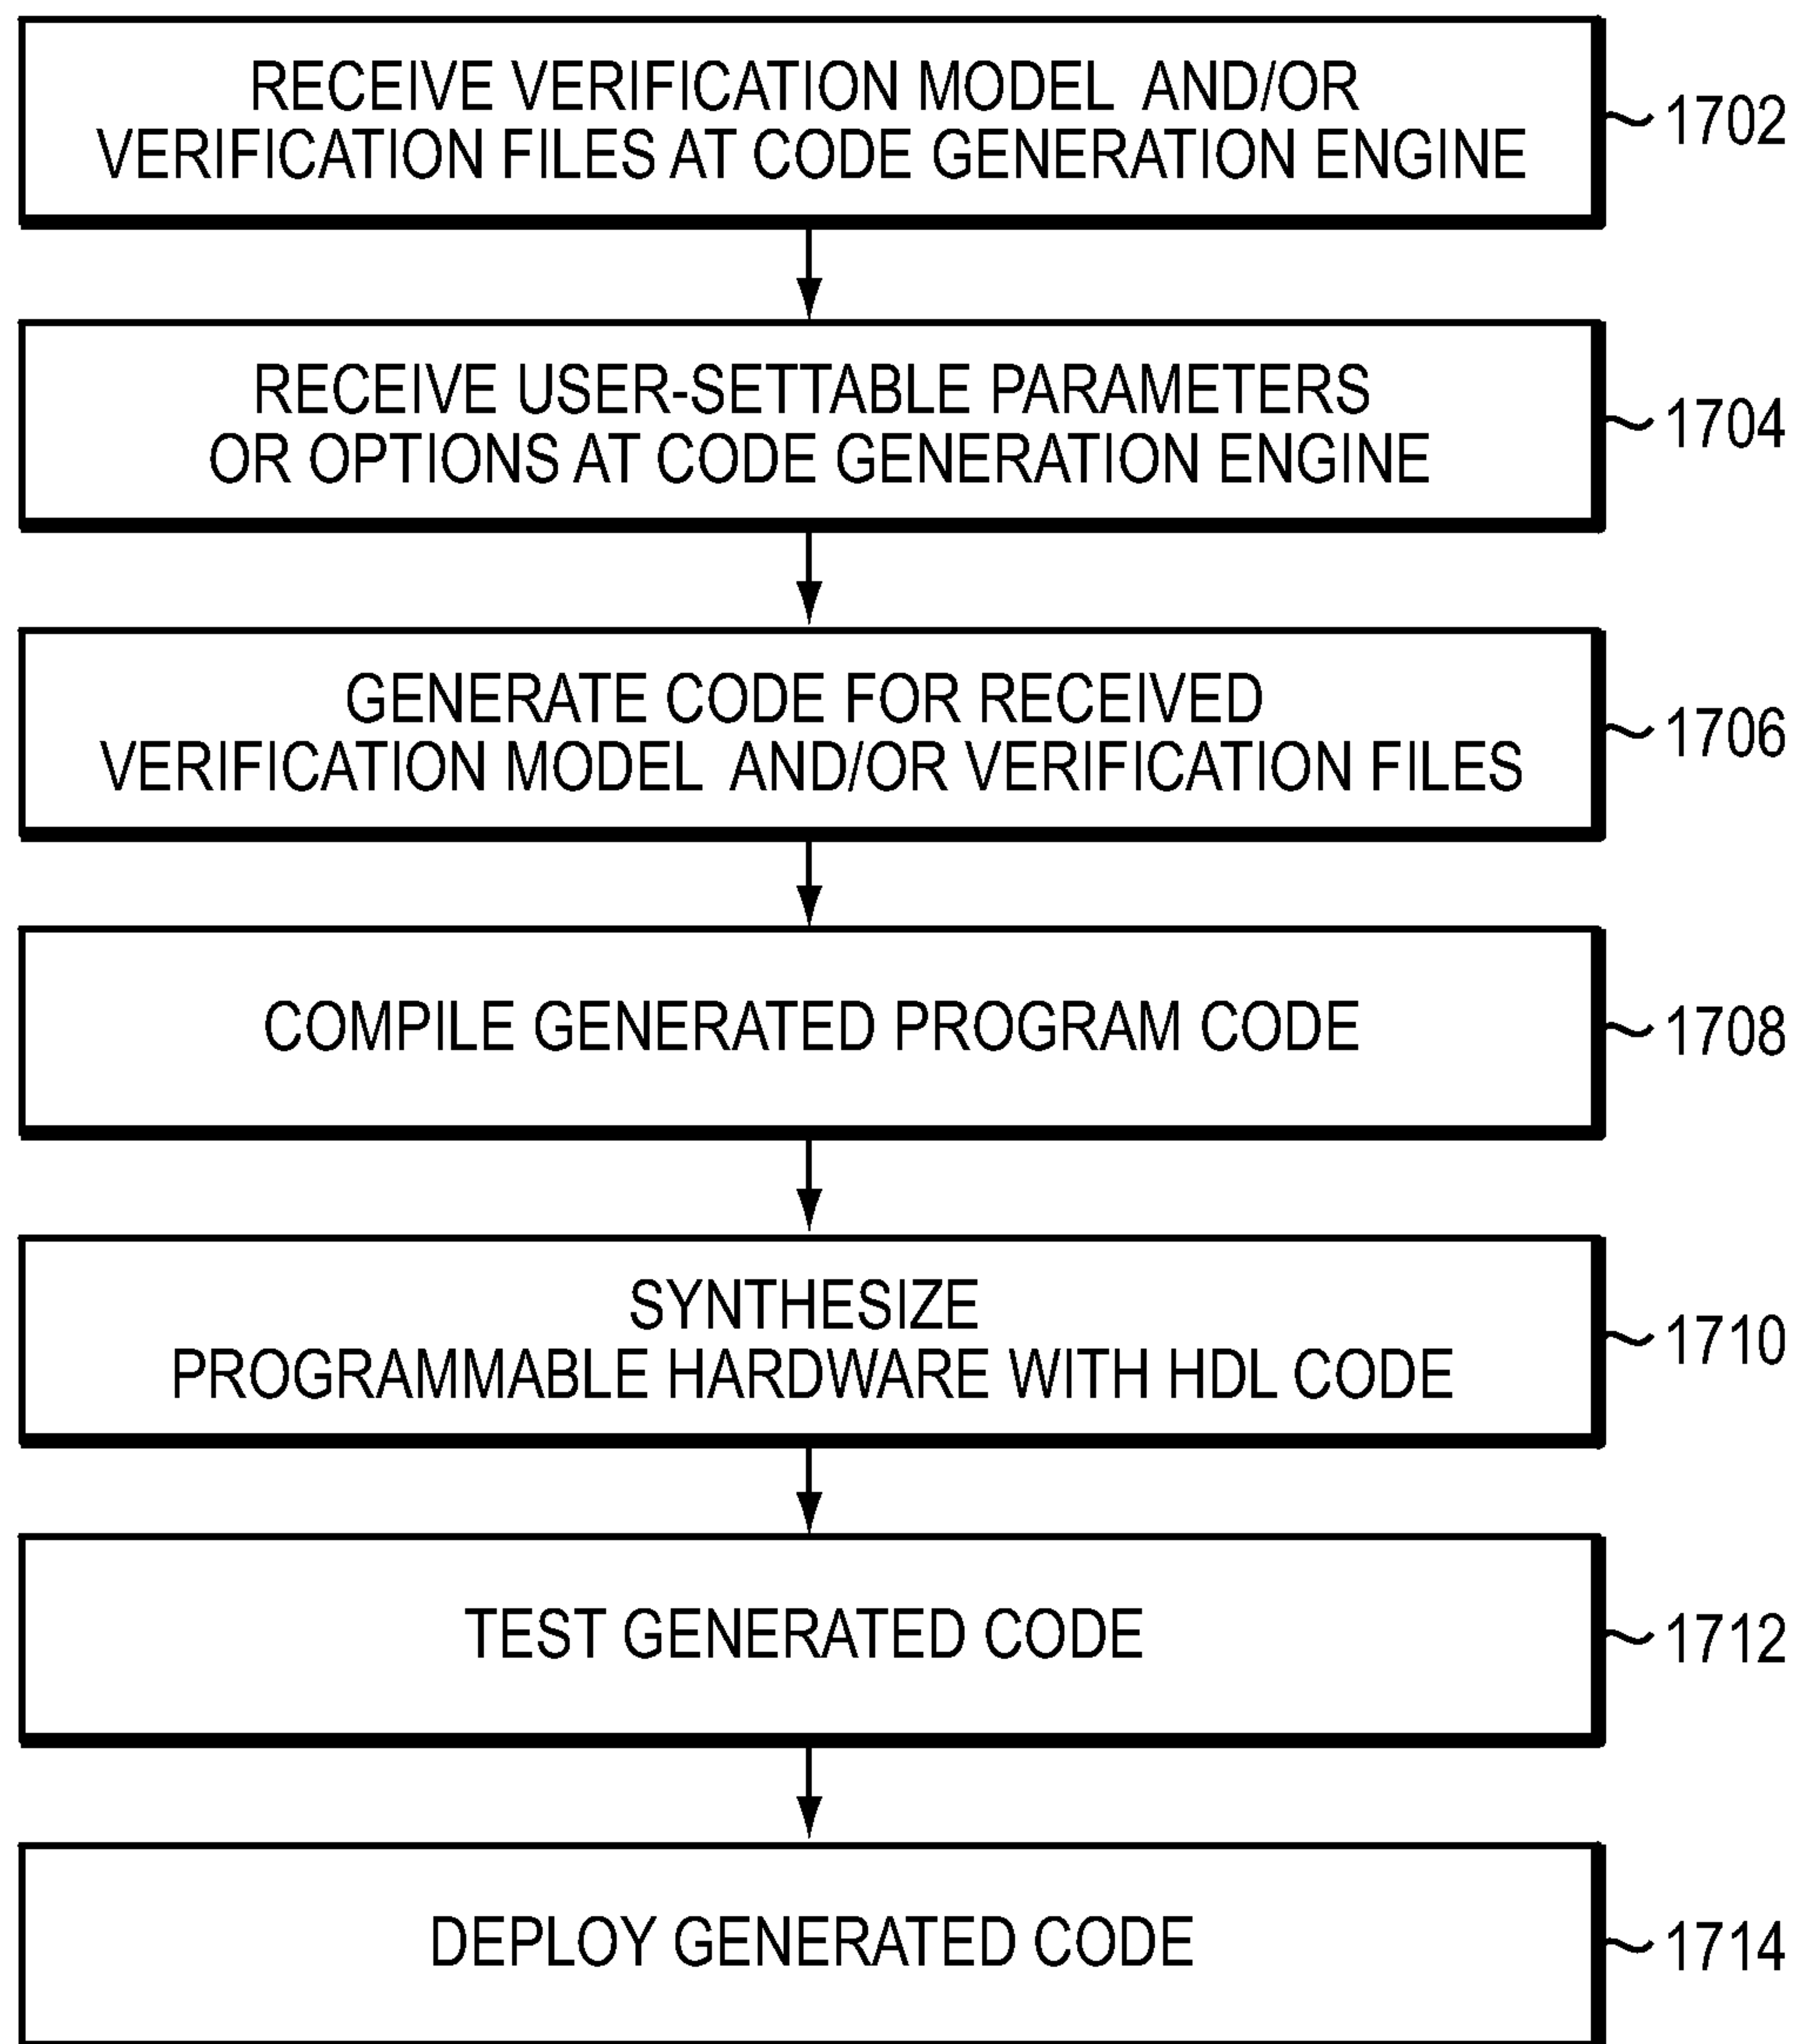 RECEIVE VERIFICATION MODEL AND/OR
VERIFICATION FILES AT CODE GENERATION ENGINE
1702
RECEIVE USER-SETTABLE PARAMETERS
OR OPTIONS AT CODE GENERATION ENGINE
1704
GENERATE CODE FOR RECEIVED
VERIFICATION MODEL AND/OR VERIFICATION FILES
1706
COMPILE GENERATED PROGRAM CODE
1708
SYNTHESIZE
PROGRAMMABLE HARDWARE WITH HDL CODE
1710
TEST GENERATED CODE
1712
DEPLOY GENERATED CODE
1714